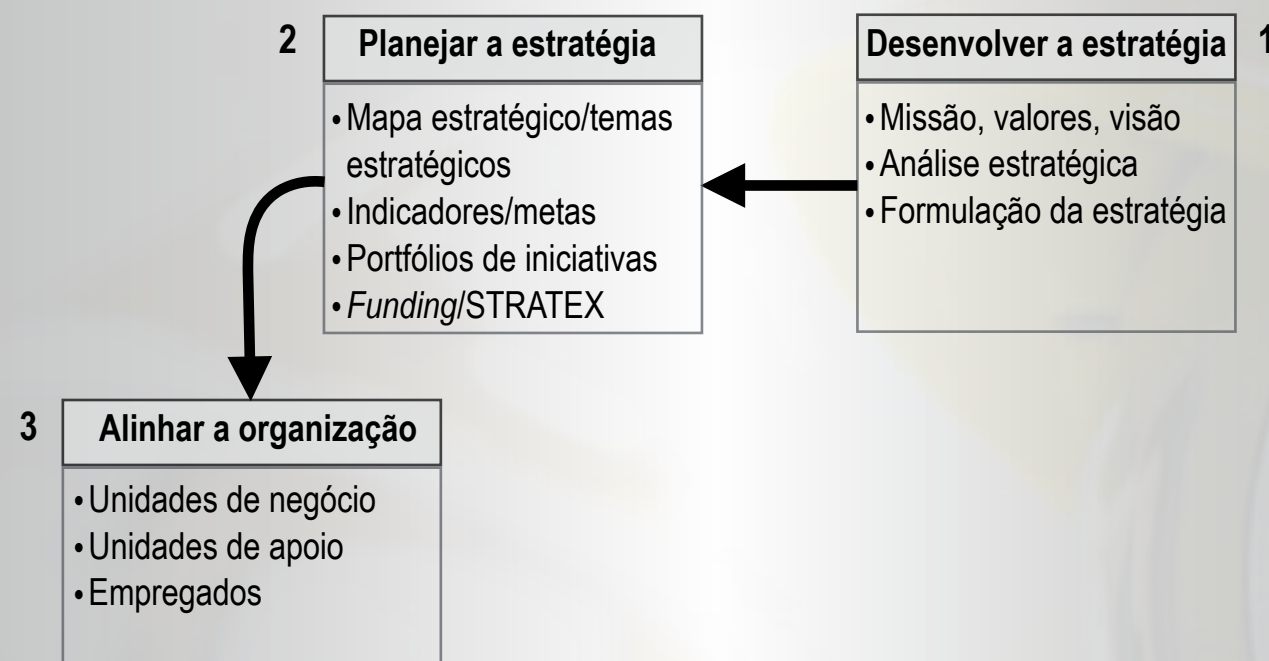 2
Planejar a estratégia
• Mapa estratégico/temas
estratégicos
• Indicadores/metas
• Portfólios de iniciativas
• Funding/STRATEX
Desenvolver a estratégia
1
• Missão, valores, visão
• Análise estratégica
• Formulação da estratégia
3
Alinhar a organização
• Unidades de negócio
• Unidades de apoio
• Empregados